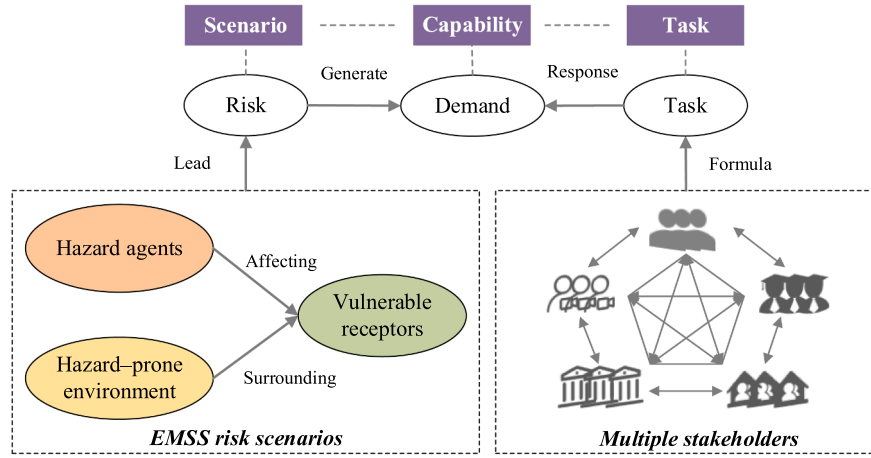 Scenario
Capability
Task
Generate
Response
Risk
Demand
Task
Lead
Formula
Hazard agents
Affecting
Vulnerable
receptors
Hazard–prone
environment
Surrounding
EMSS risk scenarios
Multiple stakeholders